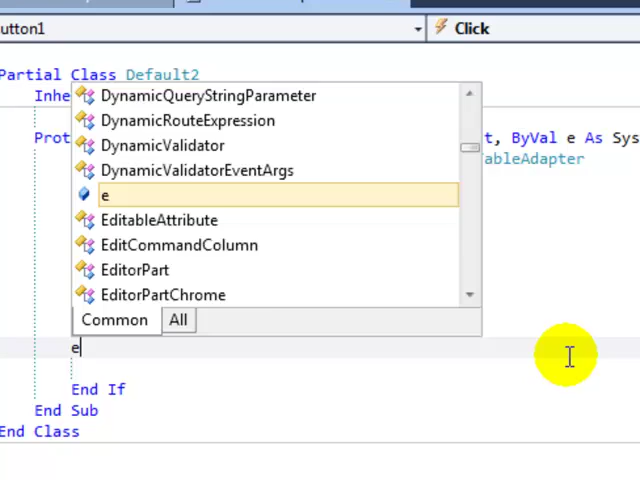 utton1
Click
Partial Class Default2
Inhe
Prot
t, ByVal e As Sys
ableAdapter
DynamicQueryStringParameter
DynamicRouteExpression
DynamicValidator
DynamicValidatorEventArgs
e
EditableAttribute
EditCommandColumn
EditorPart
EditorPartChrome
Common
All
e
End If
End Sub
End Class